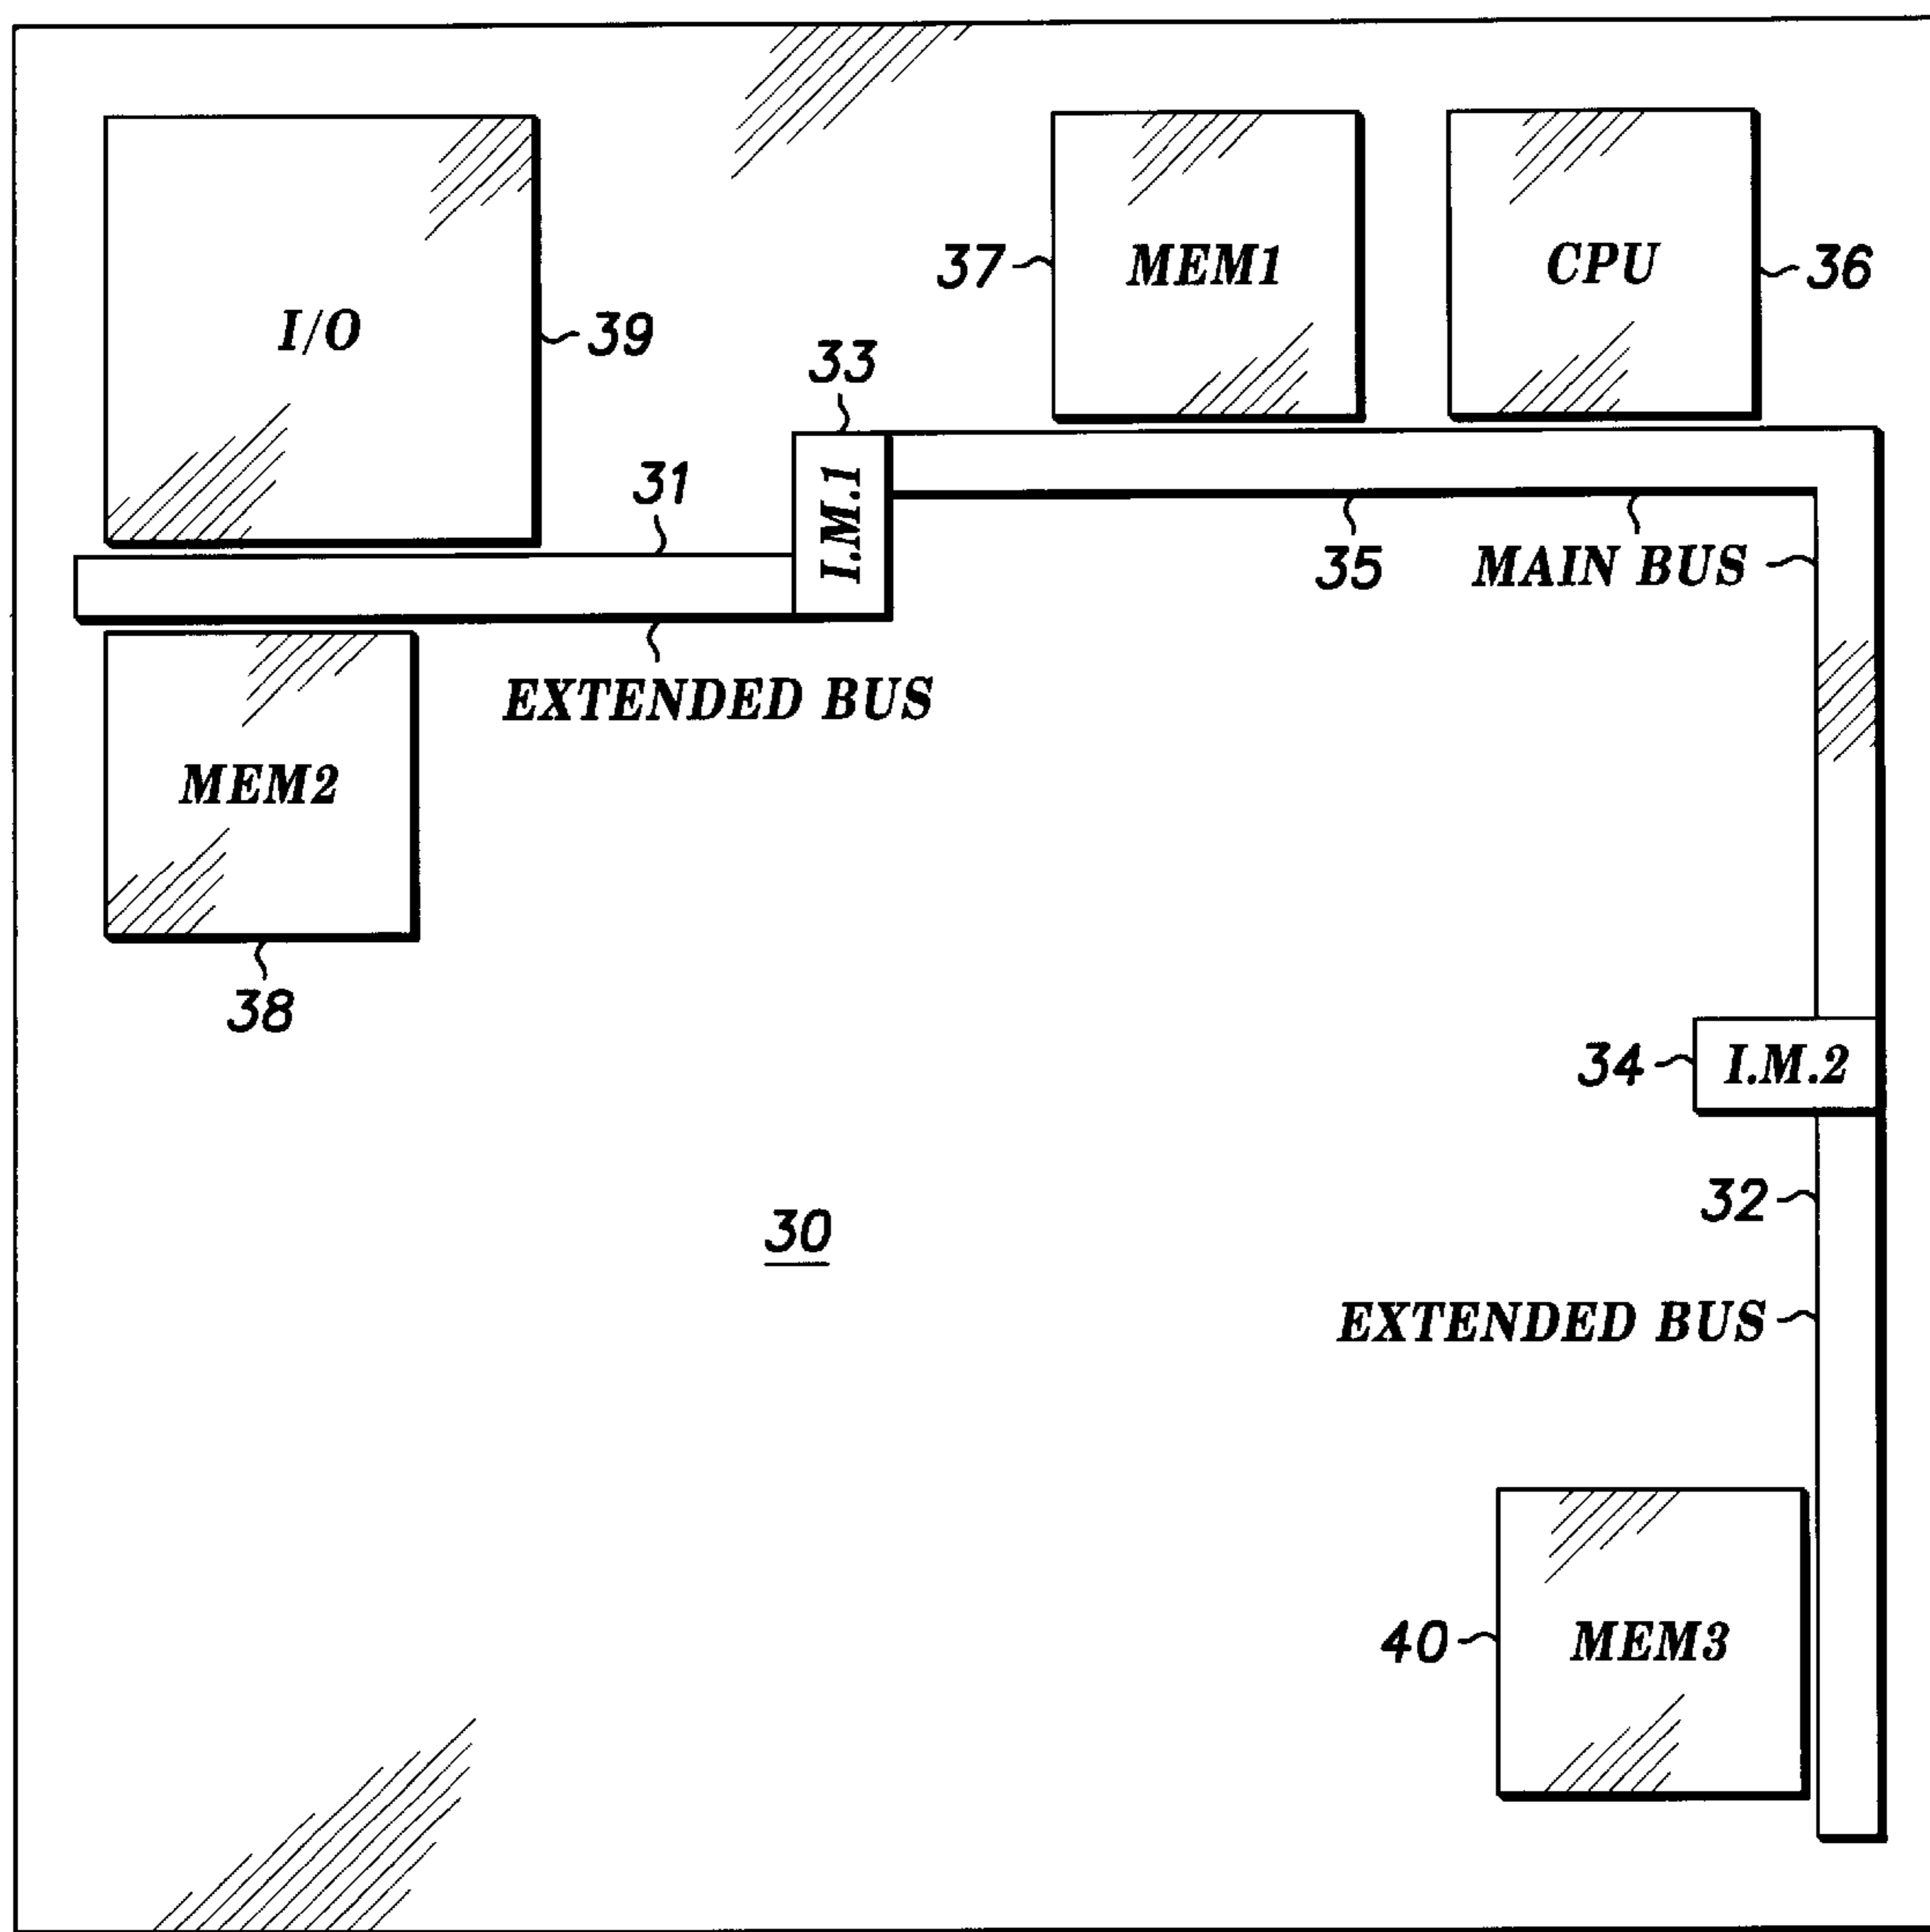 37
MEM1
CPU
36
I/O
39
33
31
I.M.1
35
MAIN BUS
EXTENDED BUS
MEM2
38
34
I.M.2
32
30
EXTENDED BUS
40
MEM3